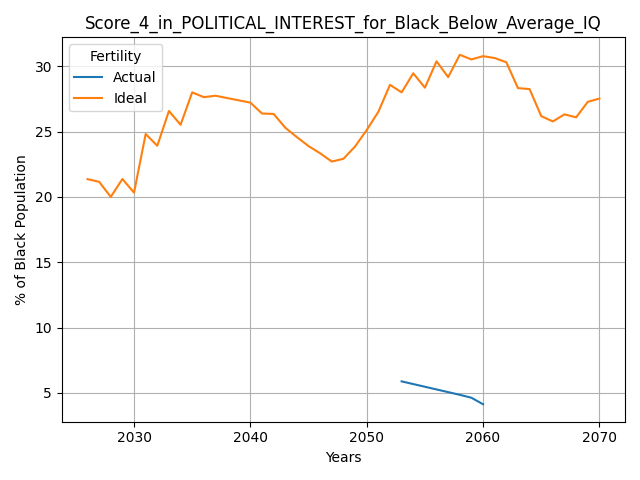 Score_4_in_POLITICAL_INTEREST_for_Black_Below_Average_IQ
Fertility
Actual
Ideal
% of Black Population
30
25
20
15
10
5
2030 2040 2050 2060 2070
Years